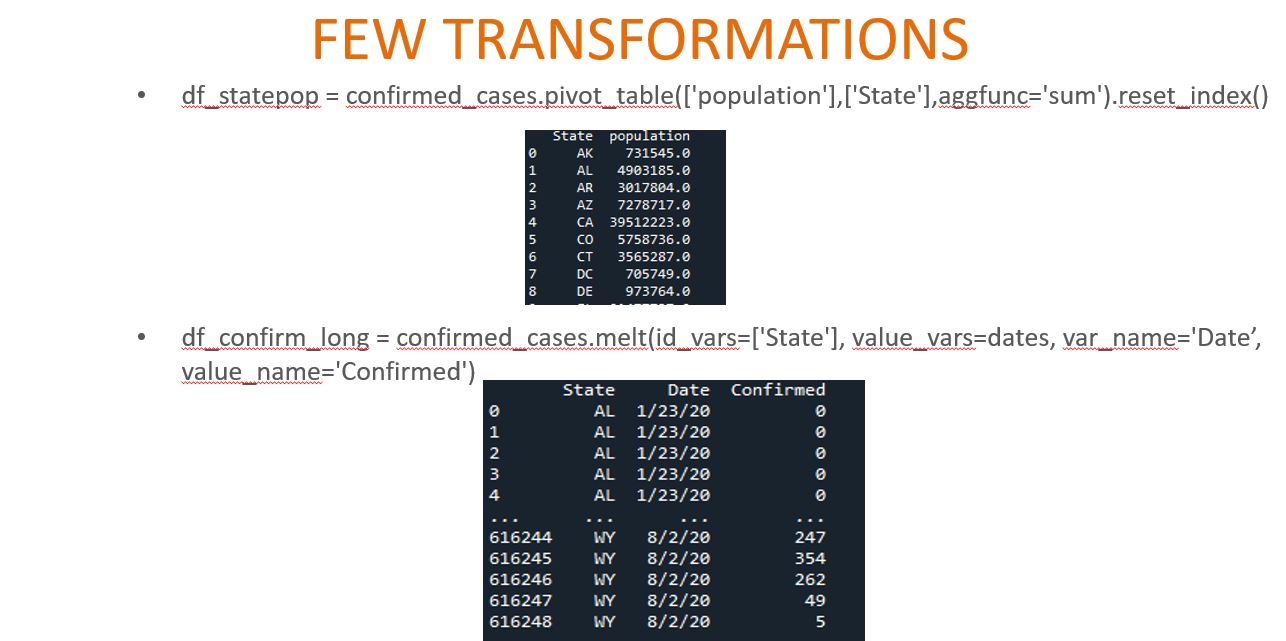 FEW TRANSFORMATIONS
• df_statepop = confirmed_cases.pivot_table(['population'],['State'],aggfunc='sum').reset_index()
State population
0 AK 731545.0
1 AL 4903185.0
2 AR 3017804.0
3 AZ 7278717.0
4 CA 39512223.0
5 CO 5758736.0
6 CT 3565287.0
7 DC 705749.0
8 DE 973764.0
• df_confirm_long = confirmed_cases.melt(id_vars=['State'], value_vars=dates, var_name='Date’,
value_name='Confirmed')
State Date Confirmed
0 AL 1/23/20 0
1 AL 1/23/20 0
2 AL 1/23/20 0
3 AL 1/23/20 0
4 AL 1/23/20 0
... ... ... ...
616244 WY 8/2/20 247
616245 WY 8/2/20 354
616246 WY 8/2/20 262
616247 WY 8/2/20 49
616248 WY 8/2/20 5